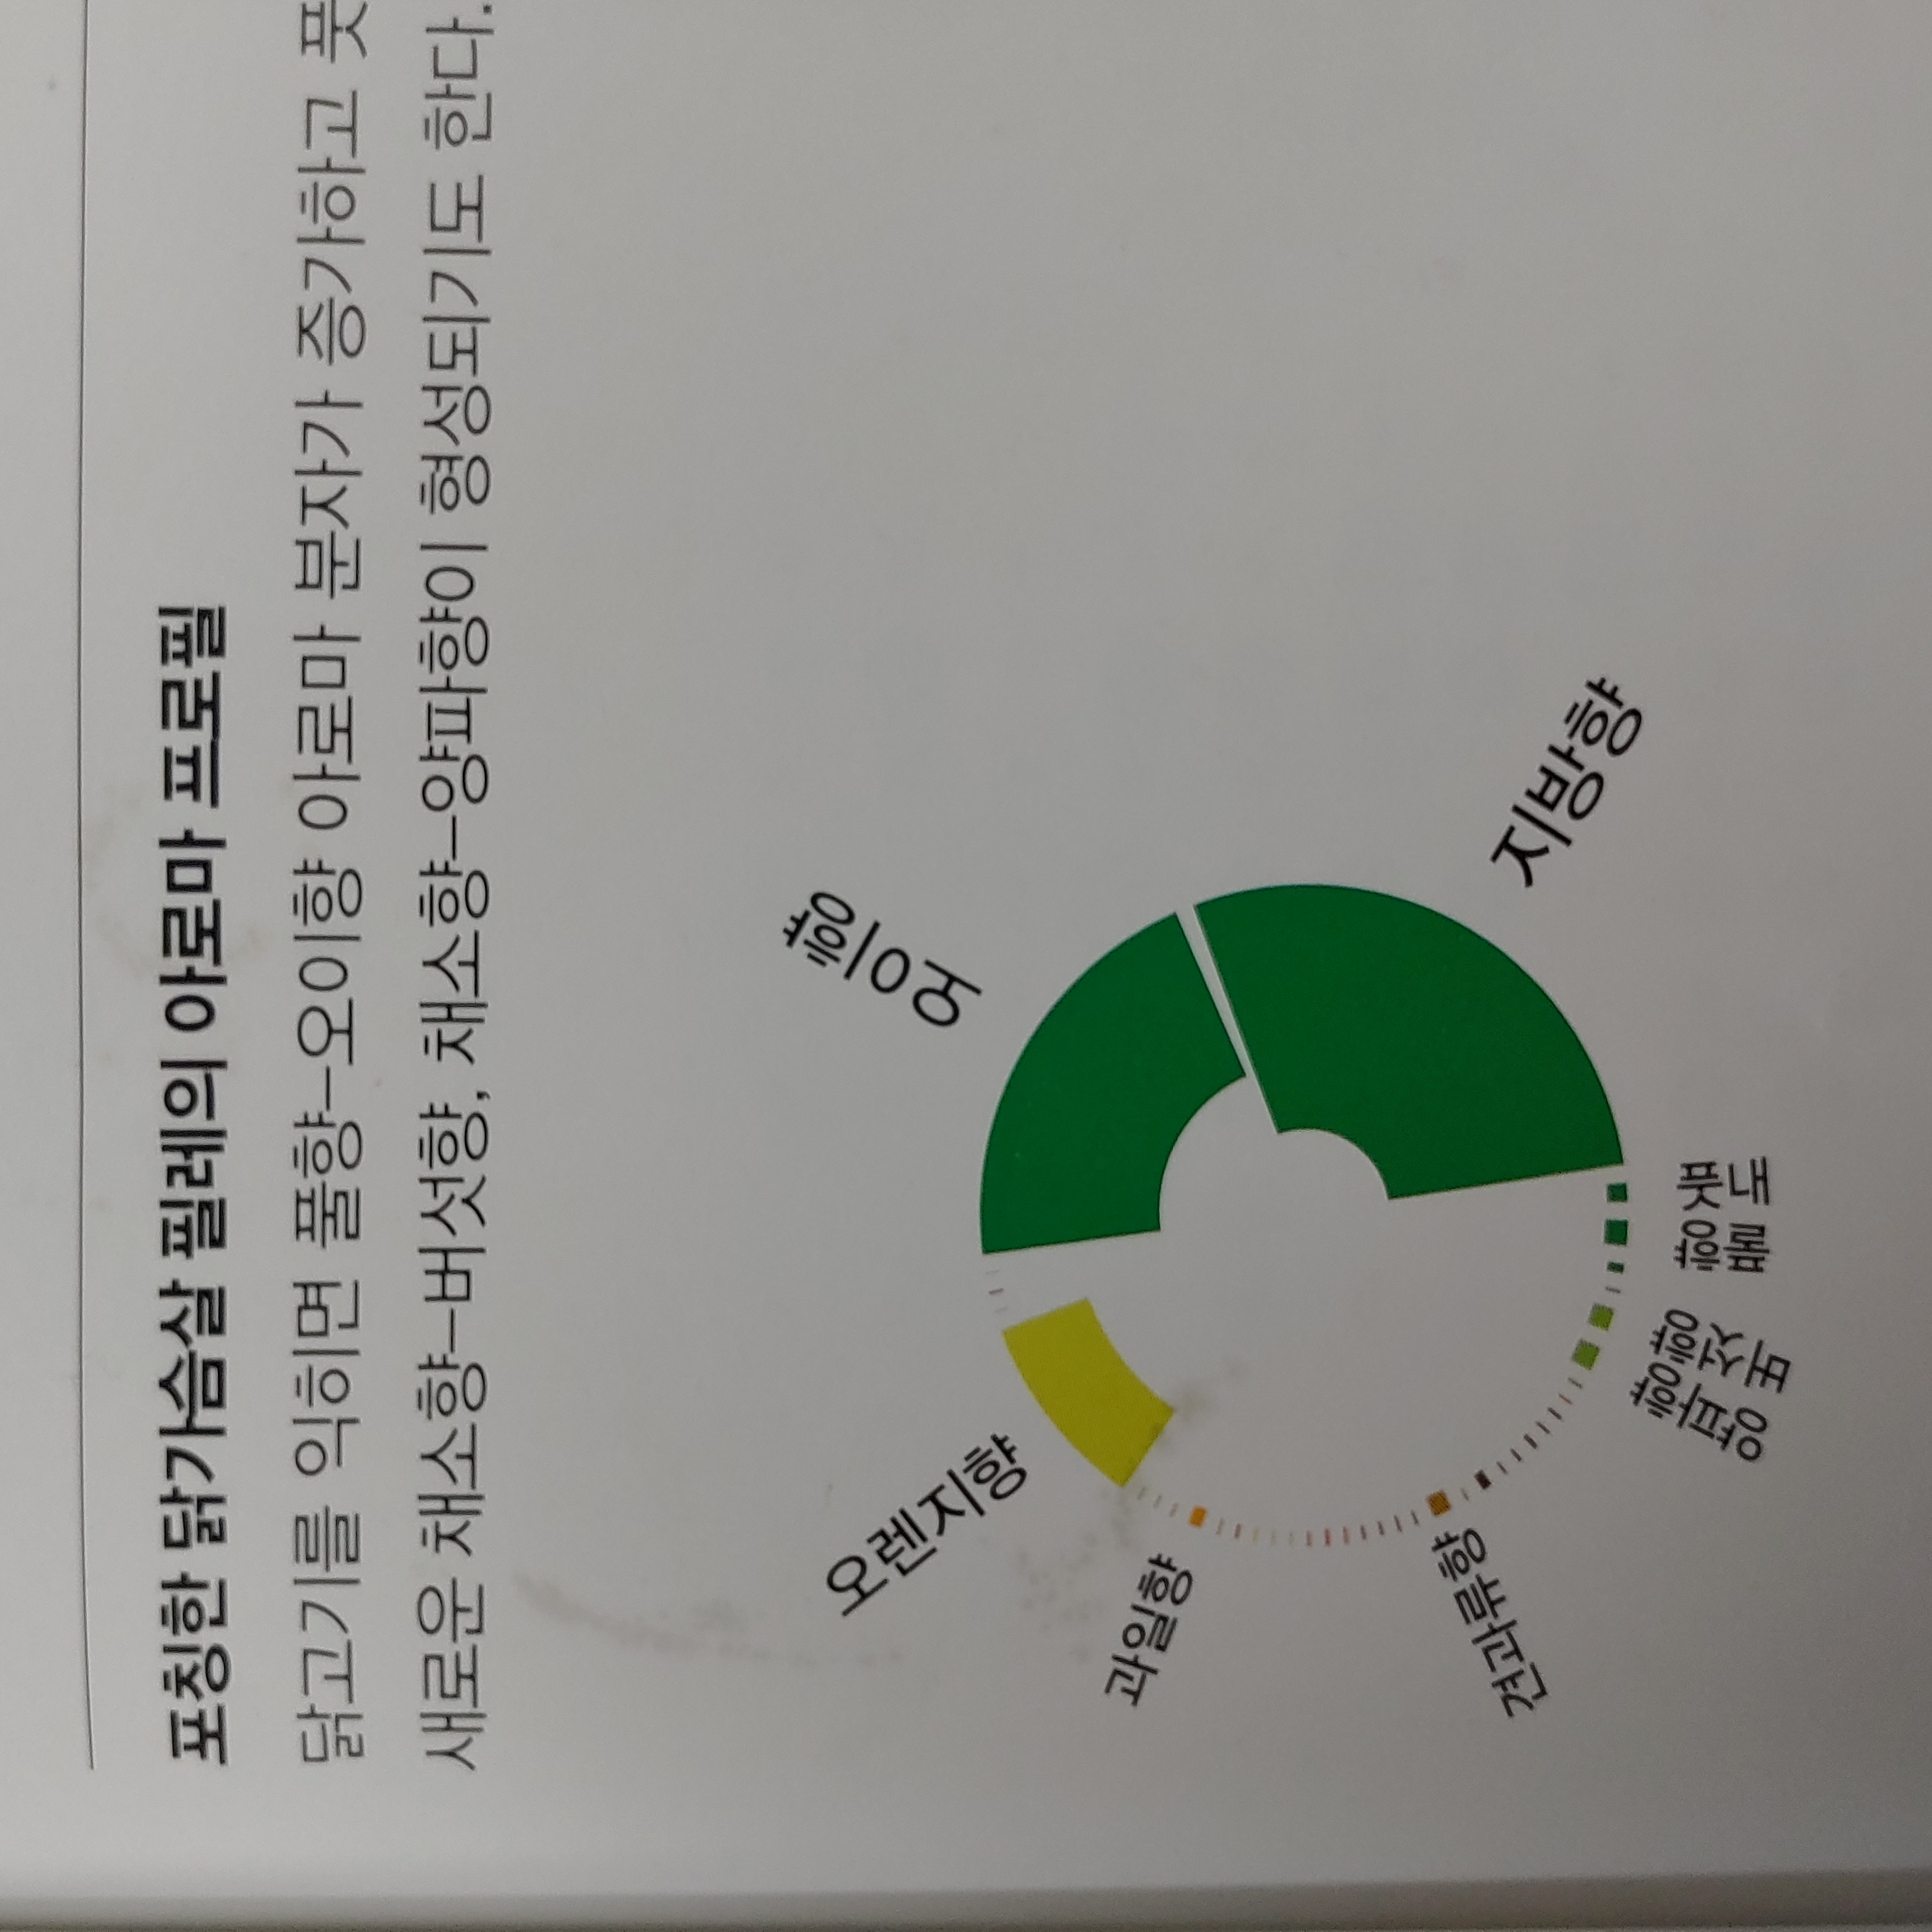 포칭한 닭가슴살 필레의 아로마 프로필
닭고기를 익히면 풀향–오이향 아로마 분자가 증가하고 풋
새로운 채소향–버섯향, 채소향–양파향이 형성되기도 한다.
오이향
오렌지향
과일향
견과류향
지방향
양파향
버섯향
풀향
풋내